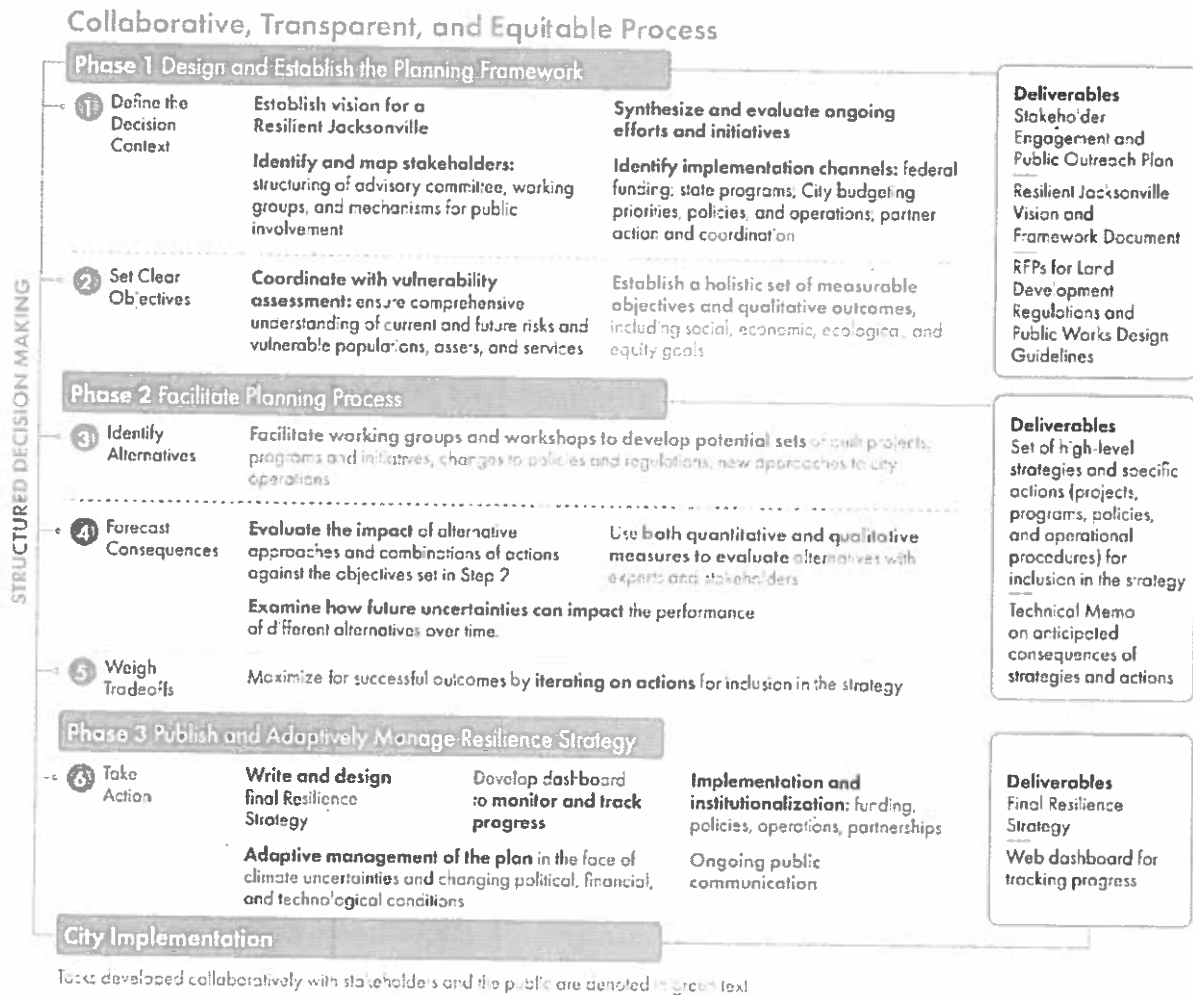 Collaborative, Transparent, and Equitable Process
Phase 1 Design and Establish the Planning Framework
STRUCTURED DECISION MAKING
1 Define the
Decision
Context
Establish vision for a
Resilient Jacksonville
Identify and map stakeholders:
structuring of advisory committee, working
groups, and mechanisms for public
involvement
Synthesize and evaluate ongoing
efforts and initiatives
Identify implementation channels: federal
funding; state programs; City budgeting
priorities, policies, and operations; partner
action and coordination
2 Set Clear
Objectives
Coordinate with vulnerability
assessment: ensure comprehensive
understanding of current and future risks and
vulnerable populations, assets, and services
Establish a holistic set of measurable
objectives and qualitative outcomes,
including social, economic, ecological, and
equity goals
Deliverables
Stakeholder
Engagement and
Public Outreach Plan
Resilient Jacksonville
Vision and
Framework Document
RFPs for Land
Development
Regulations and
Public Works Design
Guidelines
Phase 2 Facilitate Planning Process
3 Identify
Alternatives
Facilitate working groups and workshops to develop potential sets of built projects,
programs and initiatives, changes to policies and regulations, new approaches to city
operations
4 Forecast
Consequences
Evaluate the impact of alternative
approaches and combinations of actions
against the objectives set in Step 2
Use both quantitative and qualitative
measures to evaluate alternatives with
experts and stakeholders
Examine how future uncertainties can impact the performance
of different alternatives over time.
5 Weigh
Tradeoffs
Maximize for successful outcomes by iterating on actions for inclusion in the strategy
Deliverables
Set of high-level
strategies and specific
actions (projects,
programs, policies,
and operational
procedures) for
inclusion in the strategy
Technical Memo
on anticipated
consequences of
strategies and actions
Phase 3 Publish and Adaptively Manage Resilience Strategy
6 Take
Action
Write and design
final Resilience
Strategy
Develop dashboard
to monitor and track
progress
Implementation and
institutionalization: funding,
policies, operations, partnerships
Adaptive management of the plan in the face of
climate uncertainties and changing political, financial,
and technological conditions
Ongoing public
communication
Deliverables
Final Resilience
Strategy
Web dashboard for
tracking progress
City Implementation
Tasks developed collaboratively with stakeholders and the public are denoted in green text